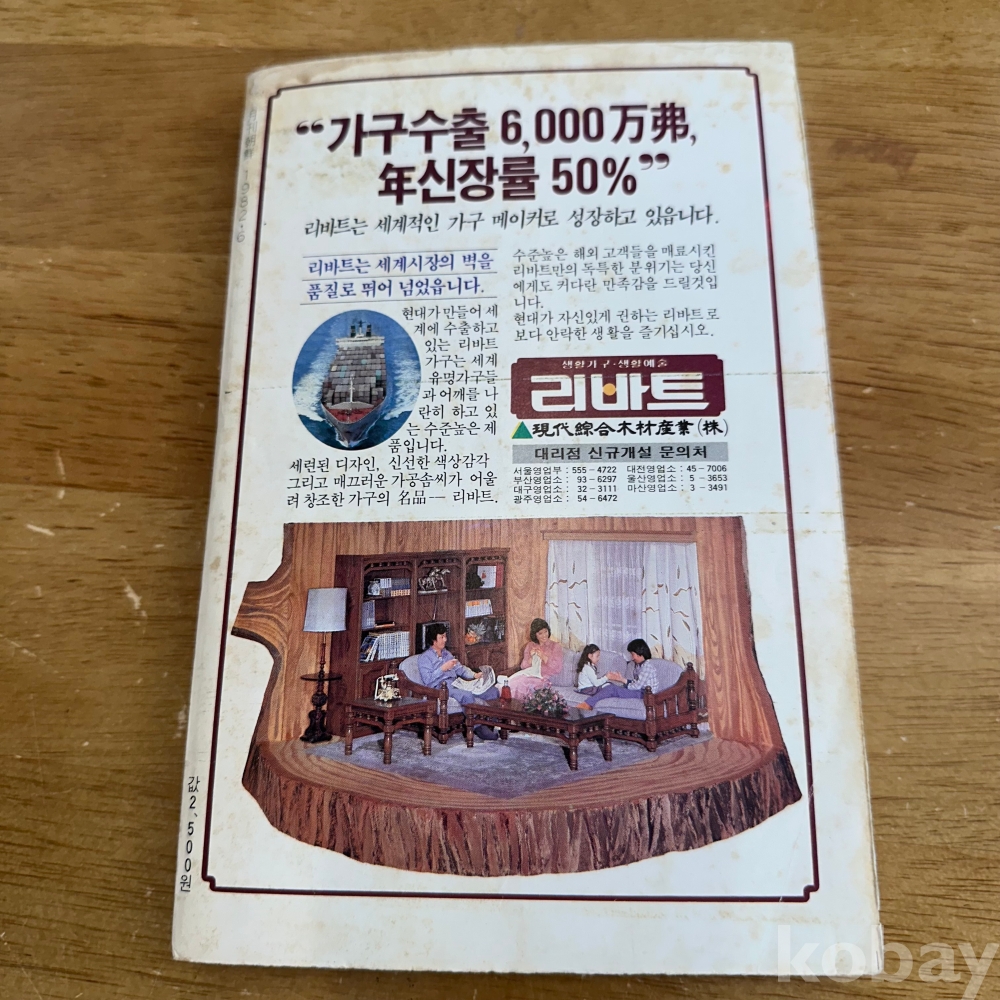 1982.6
“가구수출 6,000万弗,
年신장률 50%”
리바트는 세계적인 가구 메이커로 성장하고 있읍니다.
리바트는 세계시장의 벽을
품질로 뛰어 넘었읍니다.
현대가 만들어 세
계에 수출하고
있는 리바트
가구는 세계
유명가구들
과 어깨를 나
란히 하고 있
는 수준높은 제
품입니다.
세련된 디자인, 신선한 색상감각
그리고 매끄러운 가공솜씨가 어울
려 창조한 가구의 名品— 리바트.
수준높은 해외 고객들을 매료시킨
리바트만의 독특한 분위기는 당신
에게도 커다란 만족감을 드릴것입
니다.
현대가 자신있게 권하는 리바트로
보다 안락한 생활을 즐기십시오.
생활가구·생활예술
리바트
現代綜合木材産業(株)
대리점 신규개설 문의처
서울영업부 : 555-4722 대전영업소 : 45-7006
부산영업소 : 93-6297 울산영업소 : 5-3653
대구영업소 : 32-3111 마산영업소 : 3-3491
광주영업소 : 54-6472
값 2,500원
kobay